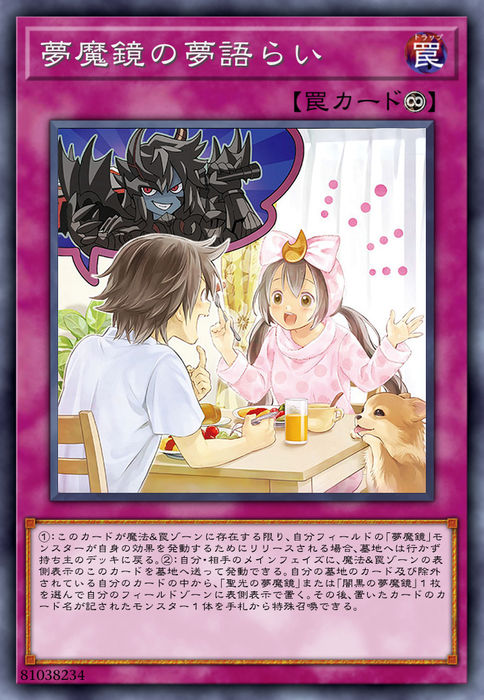 夢魔鏡の夢語らい
トラップ
罠
【罠カード】
①:このカードが魔法&罠ゾーンに存在する限り、自分フィールドの「夢魔鏡」モ
ンスターが自身の効果を発動するためにリリースされる場合、墓地へは行かず
持ち主のデッキに戻る。②:自分・相手のメインフェイズに、魔法&罠ゾーンの表
側表示のこのカードを墓地へ送って発動できる。自分の墓地のカード及び除外
されている自分のカードの中から、「聖光の夢魔鏡」または「闇黒の夢魔鏡」1枚
を選んで自分のフィールドゾーンに表側表示で置く。その後、置いたカードのカ
ード名が記されたモンスター1体を手札から特殊召喚できる。
81038234